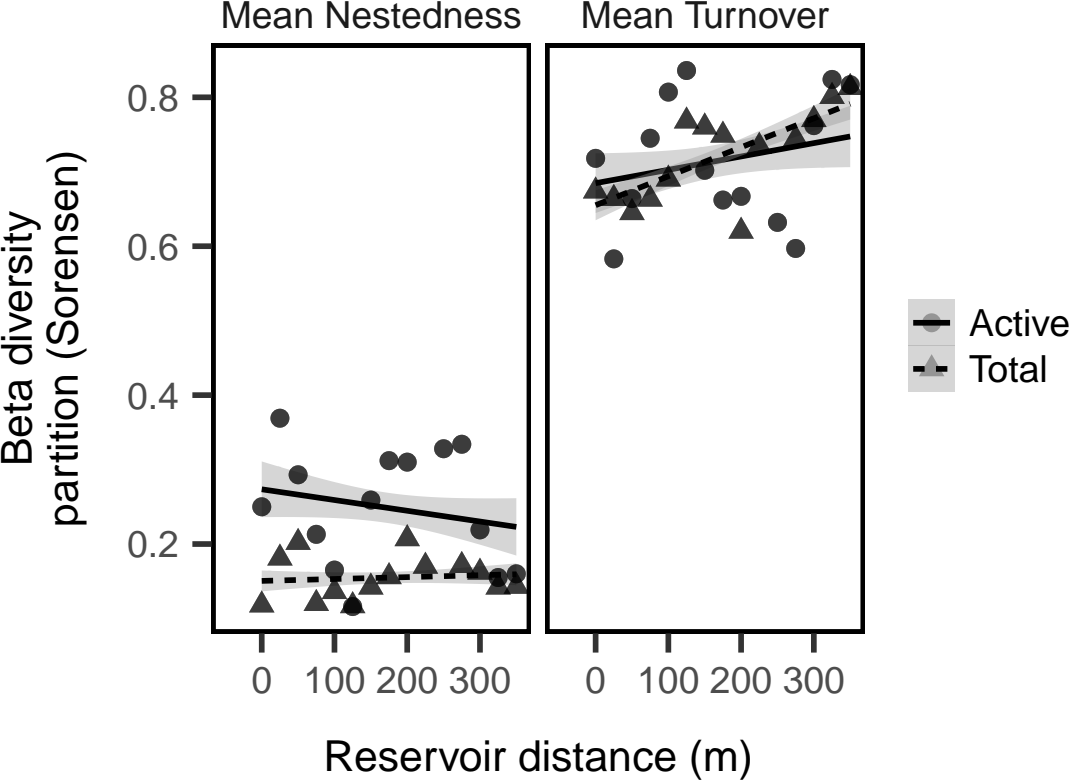 Mean Nestedness
Mean Turnover
Beta diversity
partition (Sorensen)
0.8
0.6
0.4
0.2
0 100 200 300
0 100 200 300
Reservoir distance (m)
Active
Total